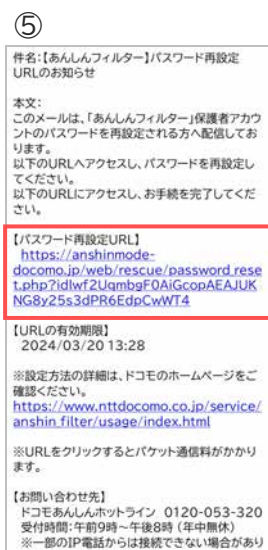 ⑤
件名:【あんしんフィルター】パスワード再設定
URLのお知らせ
本文:
このメールは、「あんしんフィルター」保護者アカウ
ントのパスワードを再設定される方へ配信してお
ります。
以下のURLへアクセスし、パスワードを再設定し
てください。
以下のURLにアクセスし、お手続を完了してくだ
さい。
【パスワード再設定URL】
https://anshinmode-
docomo.jp/web/rescue/password_rese
t.php?idlwf2UqmbgF0AiGcopAEAJUK
NG8y25s3dPR6EdpCwWT4
【URLの有効期限】
2024/03/20 13:28
※設定方法の詳細は、ドコモのホームページをご
確認ください。
https://www.nttdocomo.co.jp/service/
anshin_filter/usage/index.html
※URLをクリックするとパケット通信料がかかり
ます。
【お問い合わせ先】
ドコモあんしんホットライン 0120-053-320
受付時間:午前9時~午後8時(年中無休)
※一部のIP電話からは接続できない場合があり